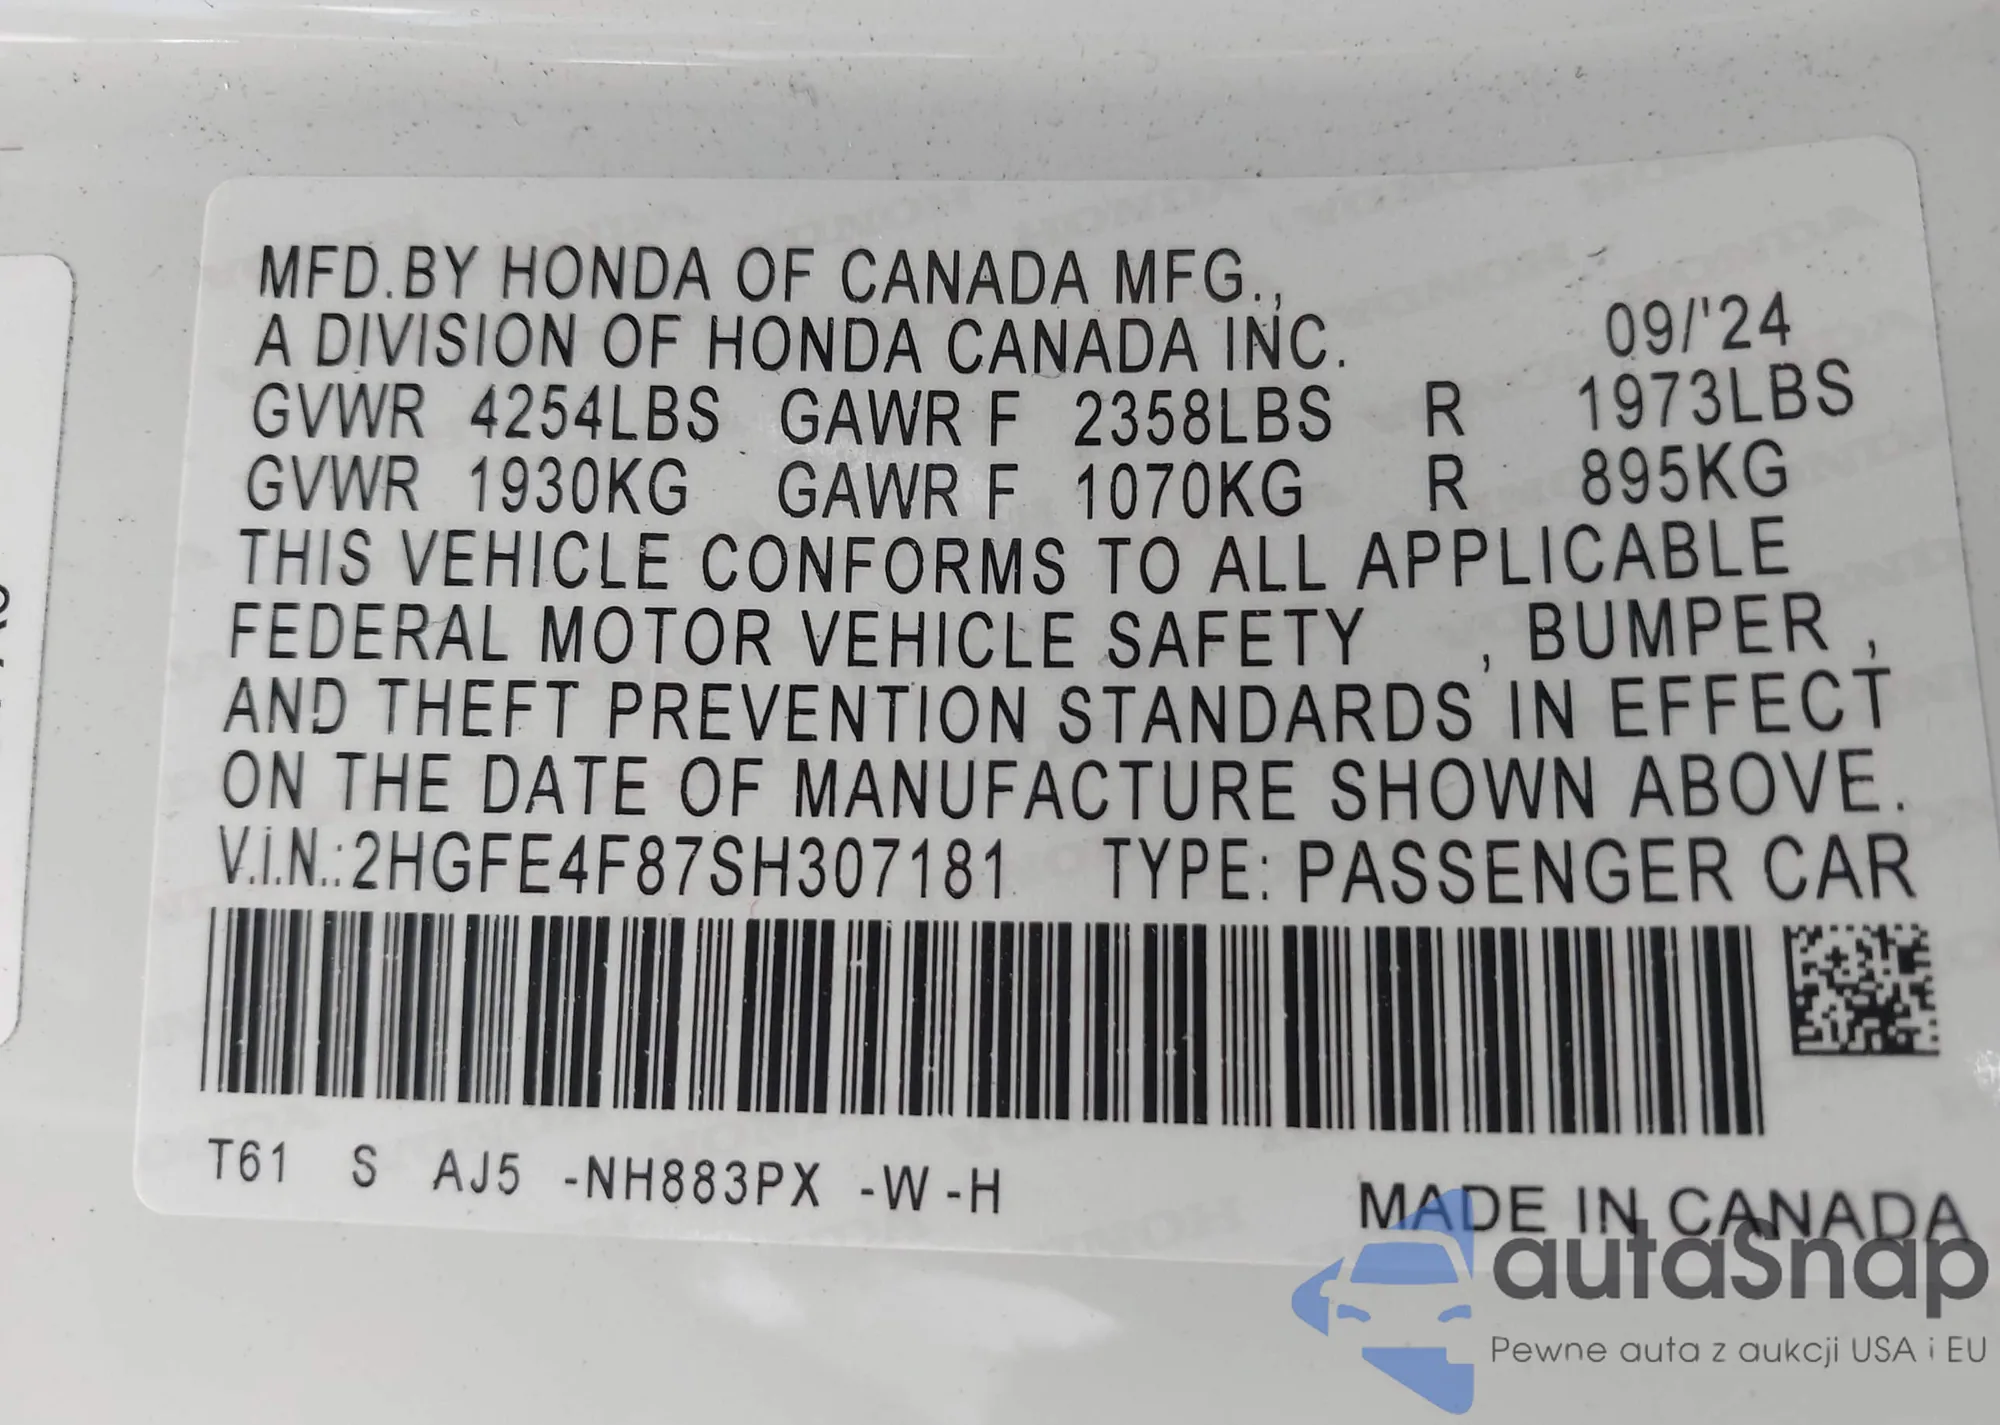 MFD.BY HONDA OF CANADA MFG.,
A DIVISION OF HONDA CANADA INC. 09/'24
GVWR 4254LBS GAWR F 2358LBS R 1973LBS
GVWR 1930KG GAWR F 1070KG R 895KG
THIS VEHICLE CONFORMS TO ALL APPLICABLE
FEDERAL MOTOR VEHICLE SAFETY , BUMPER ,
AND THEFT PREVENTION STANDARDS IN EFFECT
ON THE DATE OF MANUFACTURE SHOWN ABOVE.
V.I.N.:2HGFE4F87SH307181 TYPE: PASSENGER CAR
T61 S AJ5 -NH883PX -W -H
MADE IN CANADA
autaSnap
Pewne auta z aukcji USA i EU